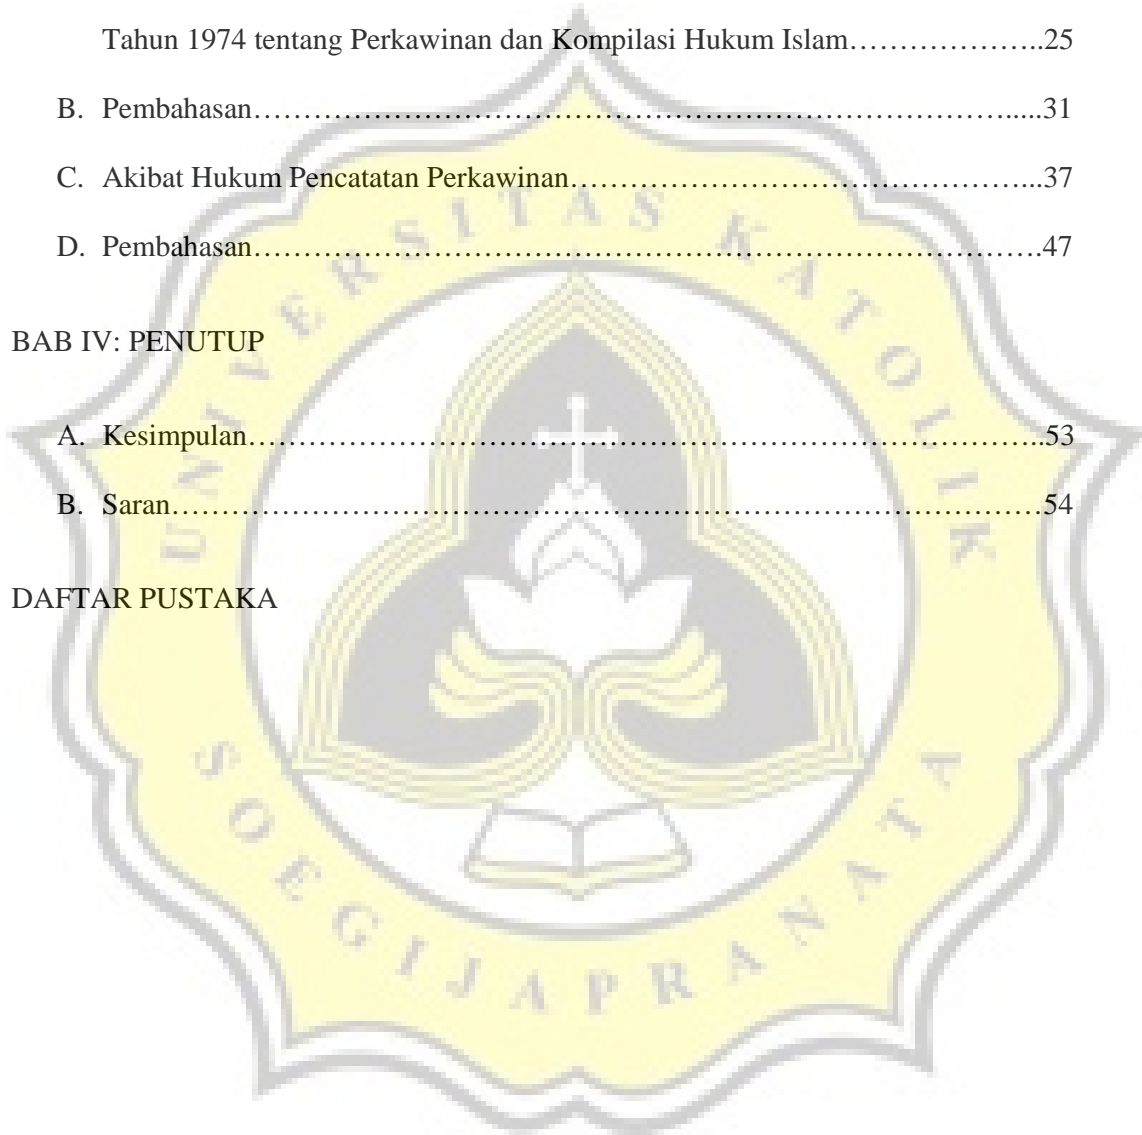 Tahun 1974 tentang Perkawinan dan Kompilasi Hukum Islam………………..25
B. Pembahasan…………………………………………………………………......31
C. Akibat Hukum Pencatatan Perkawinan………………………………………...37
D. Pembahasan…………………………………………………………………….47
BAB IV: PENUTUP
A. Kesimpulan……………………………………………………………………..53
B. Saran……………………………………………………………………………54
DAFTAR PUSTAKA
UNIVERSITAS KATOLIK
SOEGIJAPRANATA